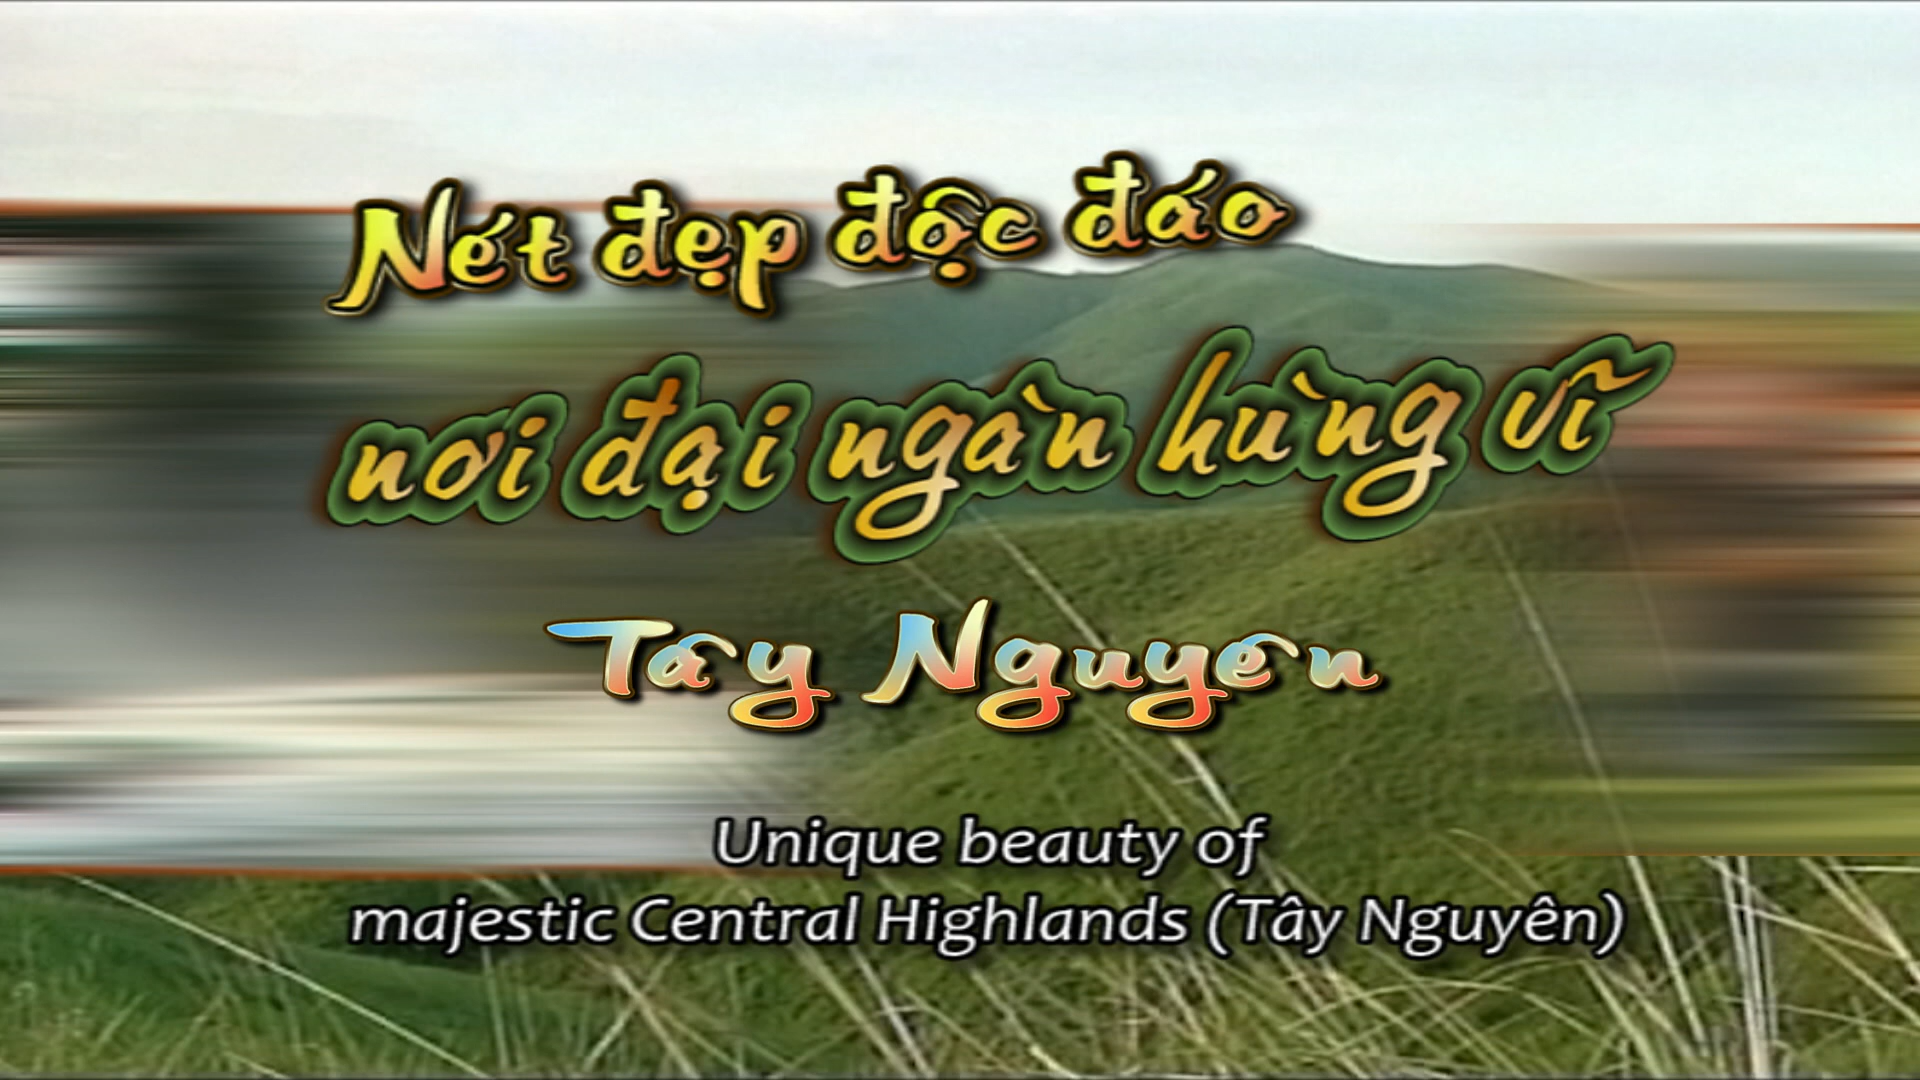 Nét đẹp độc đáo
nơi đại ngàn hùng vĩ
Tây Nguyên
Unique beauty of
majestic Central Highlands (Tây Nguyên)